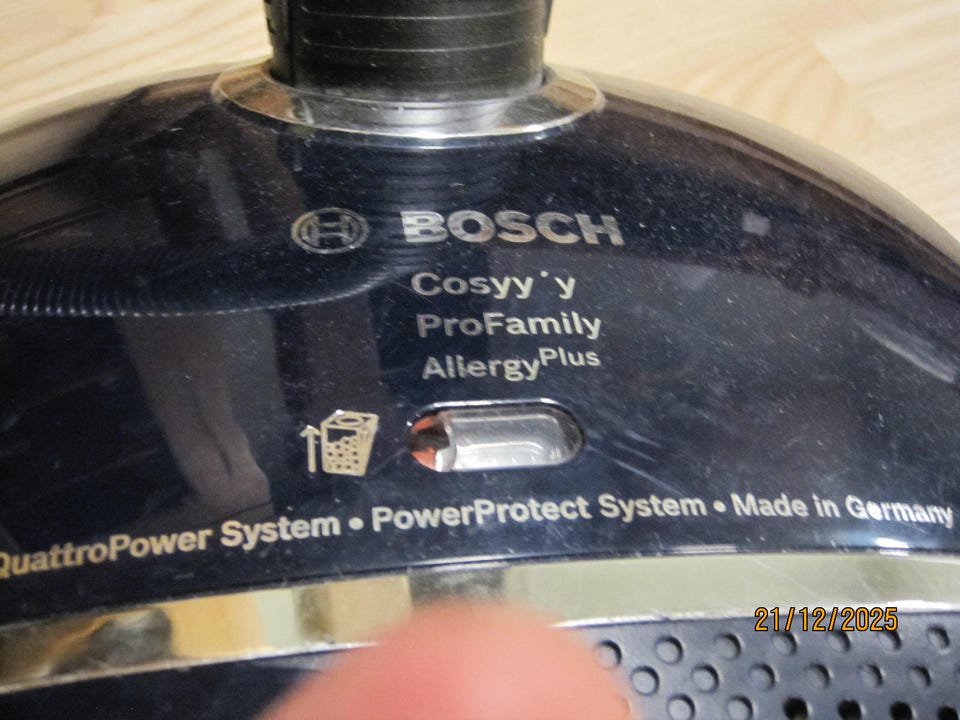 BOSCH
Cosyy´y
ProFamily
AllergyPlus
QuattroPower System • PowerProtect System • Made in Germany
21/12/2025